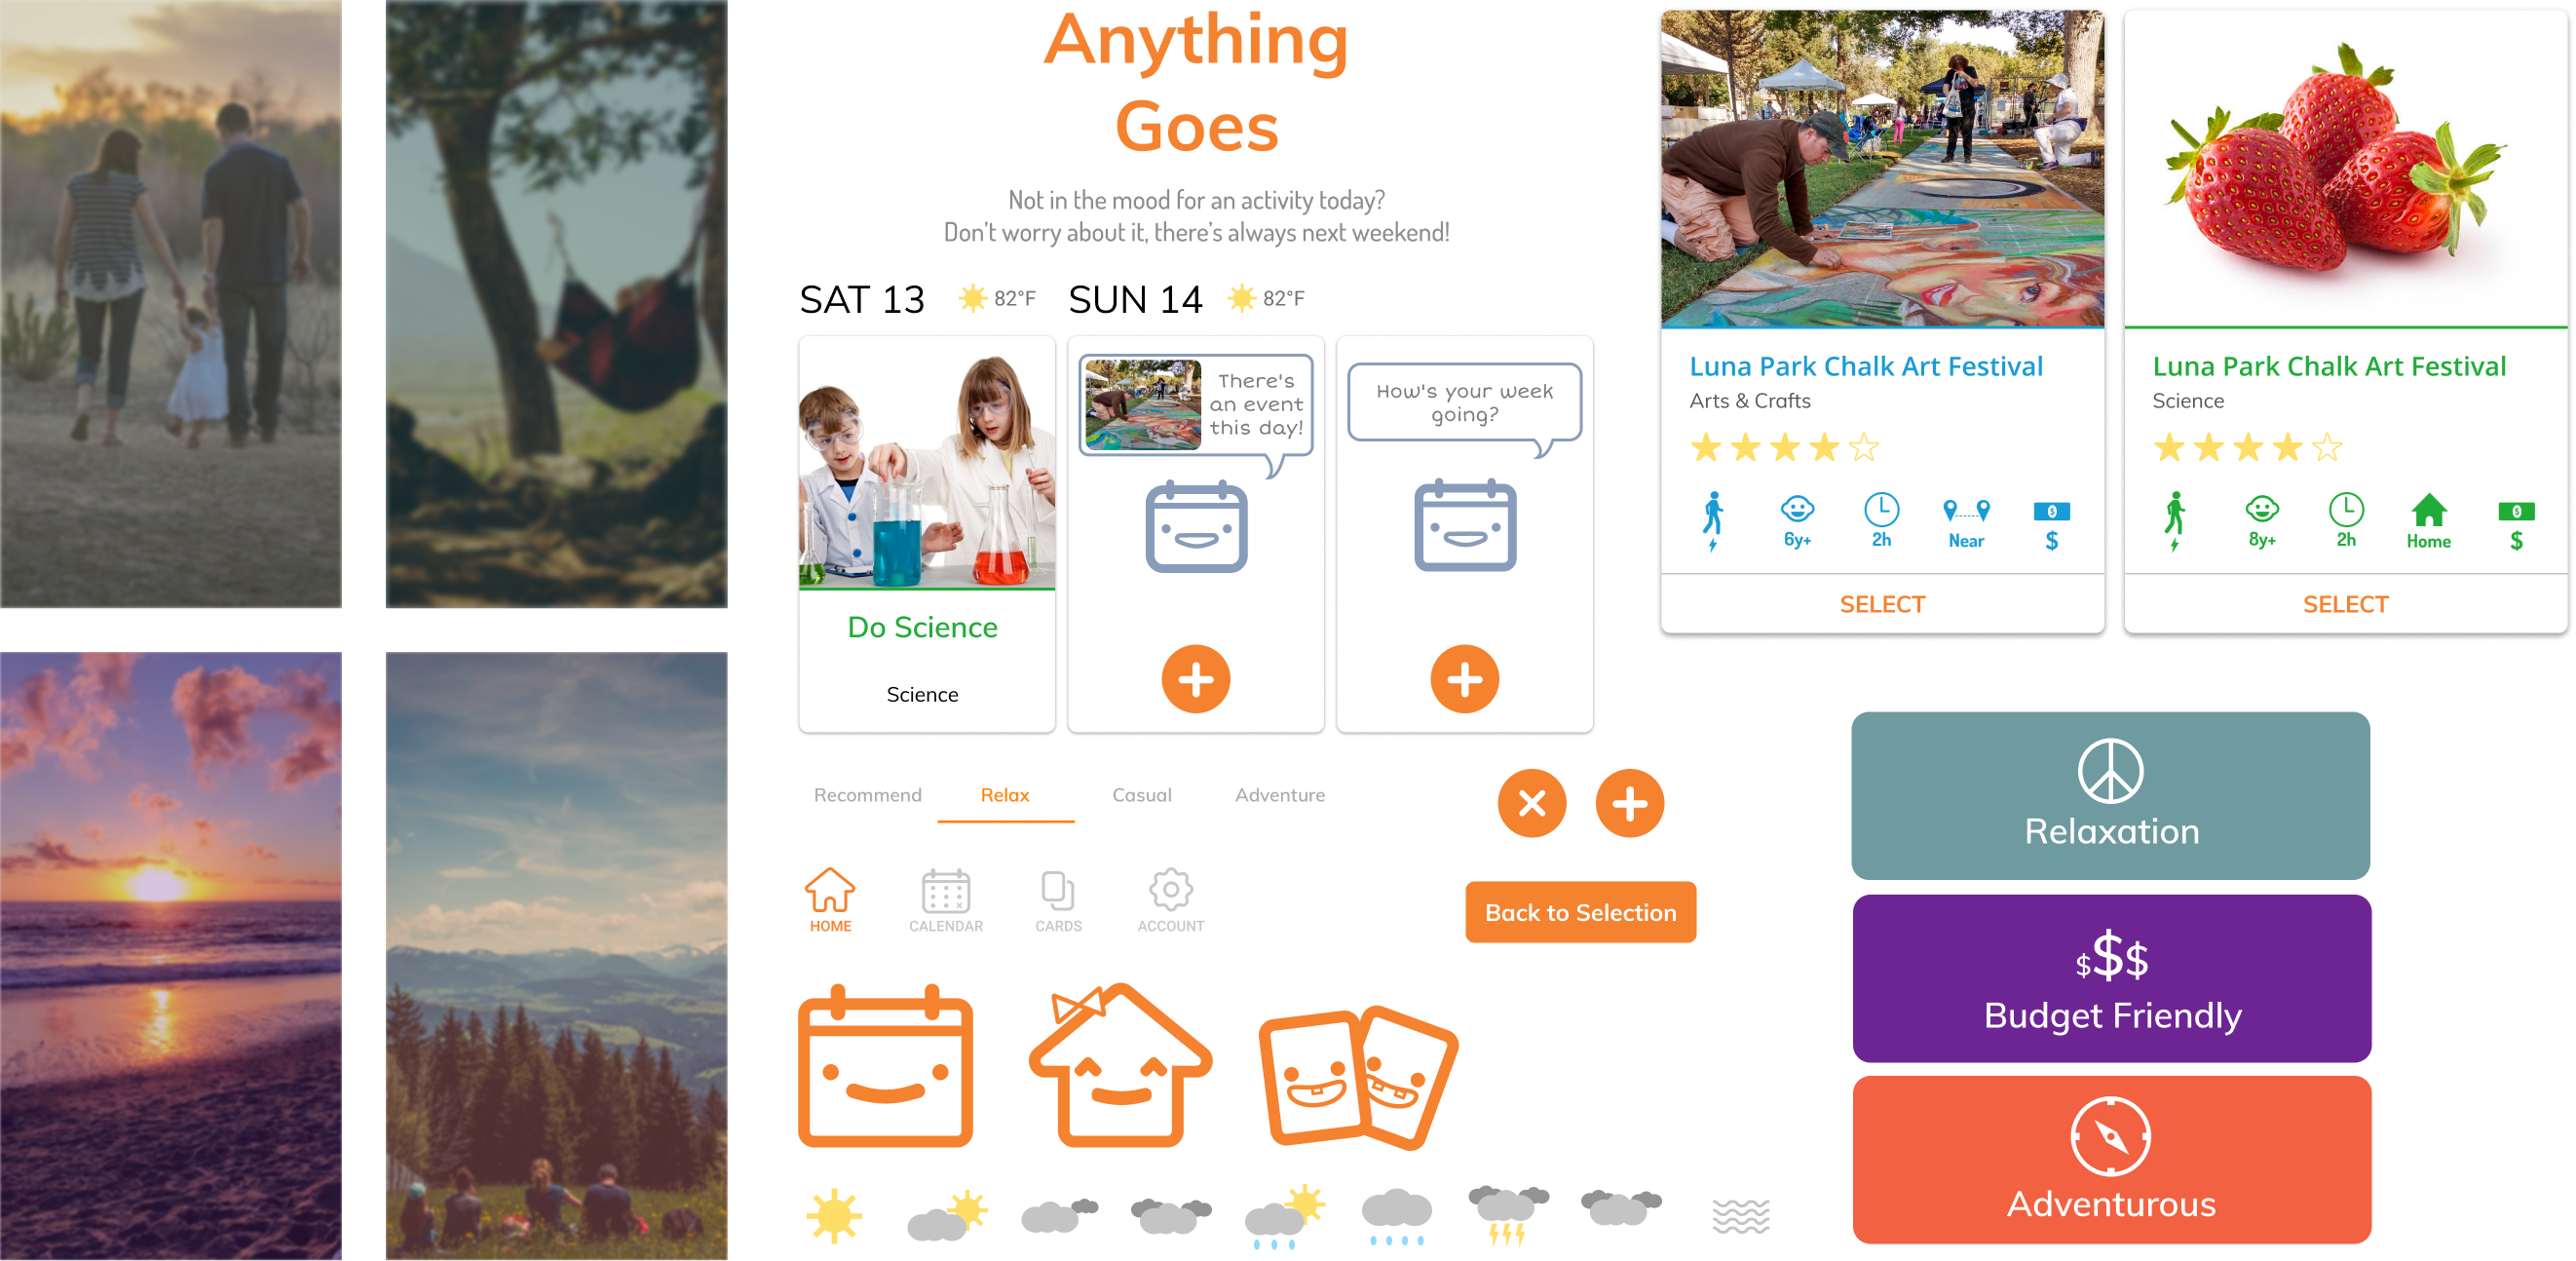 Anything
Goes
Not in the mood for an activity today?
Don't worry about it, there's always next weekend!
SAT 13
82°F
SUN 14
82°F
Do Science
Science
There's
an event
this day!
How's your week
going?
Luna Park Chalk Art Festival
Arts & Crafts
6y+
2h
Near
$
$
SELECT
Luna Park Chalk Art Festival
Science
8y+
2h
Home
$
$
SELECT
Recommend
Relax
Casual
Adventure
HOME
CALENDAR
CARDS
ACCOUNT
Back to Selection
Relaxation
$$$
Budget Friendly
Adventurous